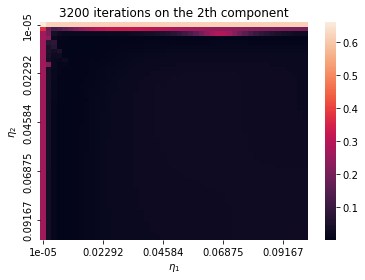 3200 iterations on the 2th component
1e-05
0.02292
0.04584
0.06875
0.09167
η₂
1e-05 0.02292 0.04584 0.06875 0.09167
η₁
0.6
0.5
0.4
0.3
0.2
0.1